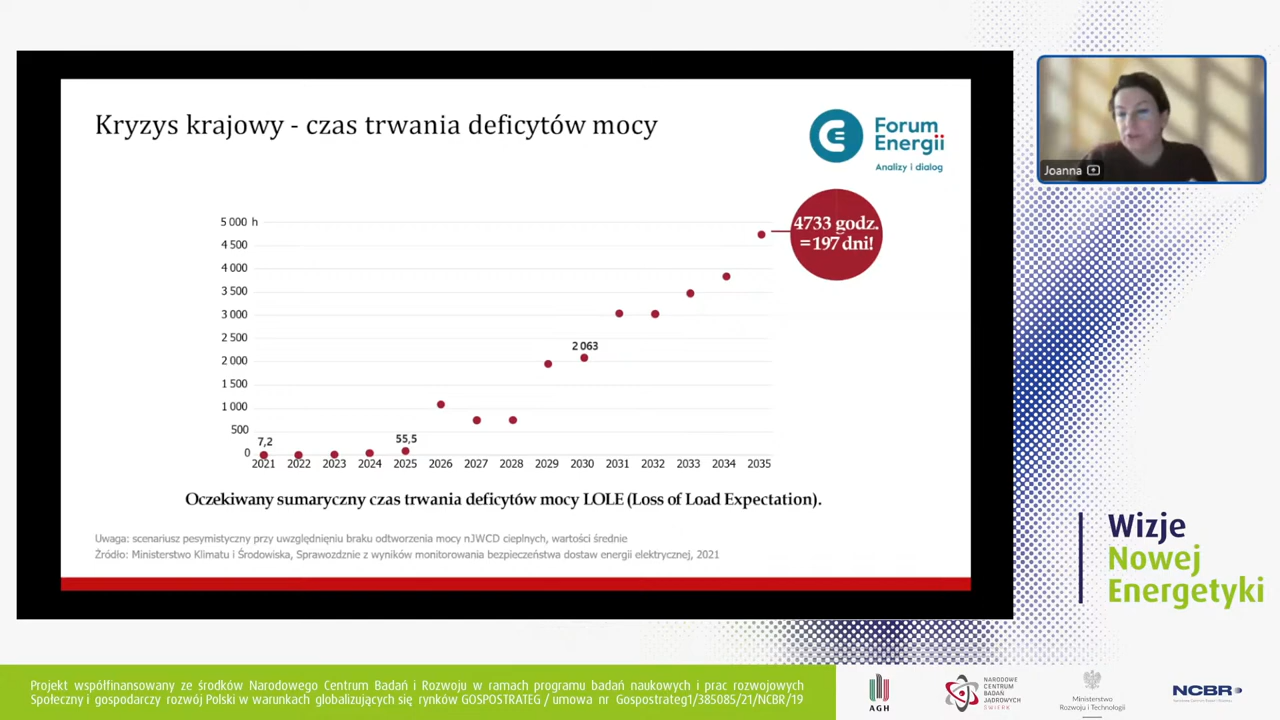 Kryzys krajowy - czas trwania deficytów mocy
Forum
Energii
Analizy i dialog
Joanna
4733 godz.
=197 dni!
5 000 h
4 500
4 000
3 500
3 000
2 500
2 000
1 500
1 000
500
0
7,2
55,5
2 063
2021 2022 2023 2024 2025 2026 2027 2028 2029 2030 2031 2032 2033 2034 2035
Oczekiwany sumaryczny czas trwania deficytów mocy LOLE (Loss of Load Expectation).
Uwaga: scenariusz pesymistyczny przy uwzględnieniu braku odtworzenia mocy nJWCD cieplnych, wartości średnie
Źródło: Ministerstwo Klimatu i Środowiska, Sprawozdznie z wyników monitorowania bezpieczeństwa dostaw energii elektrycznej, 2021
Wizje
Nowej
Energetyki
Projekt współfinansowany ze środków Narodowego Centrum Badań i Rozwoju w ramach programu badań naukowych i prac rozwojowych
Społeczny i gospodarczy rozwój Polski w warunkach globalizujących się rynków GOSPOSTRATEG / umowa nr Gospostrateg1/385085/21/NCBR/19
AGH
NARODOWE
CENTRUM
BADAŃ
JĄDROWYCH
ŚWIERK
Ministerstwo
Rozwoju i Technologii
NCBR